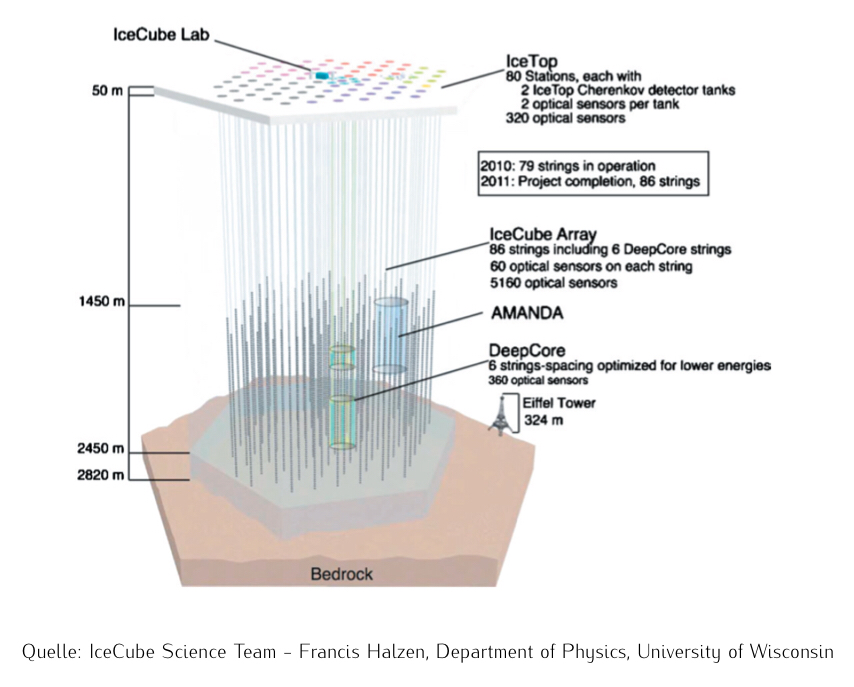 IceCube Lab
IceTop
80 Stations, each with
2 IceTop Cherenkov detector tanks
2 optical sensors per tank
320 optical sensors
50 m
2010: 79 strings in operation
2011: Project completion, 86 strings
IceCube Array
86 strings including 6 DeepCore strings
60 optical sensors on each string
5160 optical sensors
1450 m
AMANDA
DeepCore
6 strings-spacing optimized for lower energies
360 optical sensors
Eiffel Tower
324 m
2450 m
2820 m
Bedrock
Quelle: IceCube Science Team – Francis Halzen, Department of Physics, University of Wisconsin